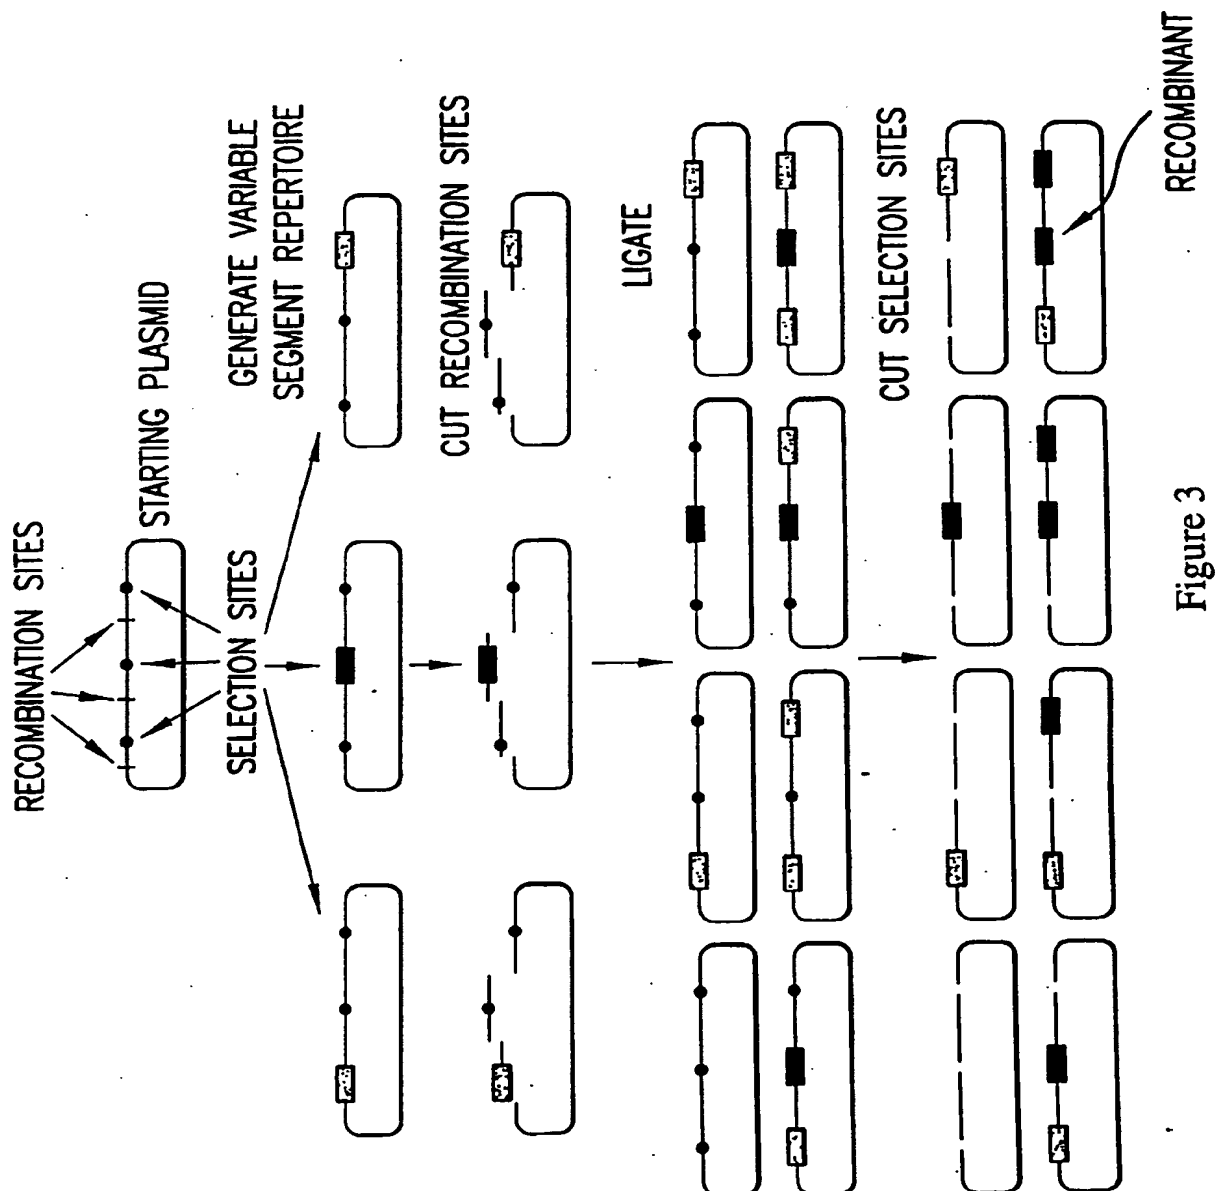 RECOMBINATION SITES
STARTING PLASMID
SELECTION SITES
GENERATE VARIABLE
SEGMENT REPERTOIRE
CUT RECOMBINATION SITES
LIGATE
CUT SELECTION SITES
RECOMBINANT
Figure 3